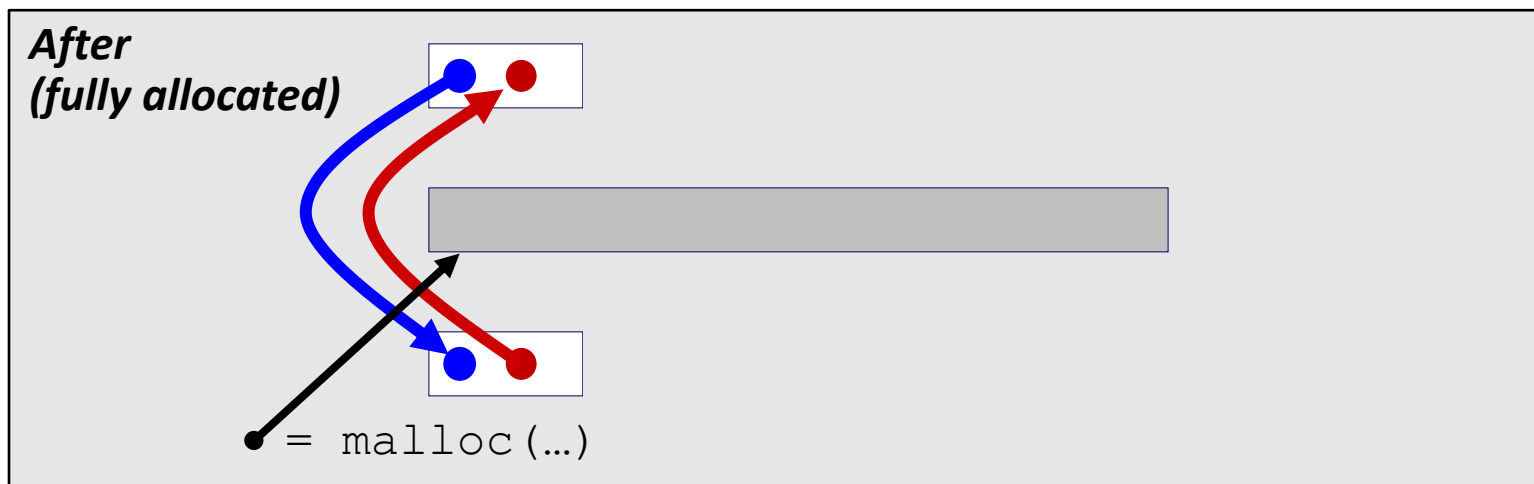 After
(fully allocated)
= malloc(…)